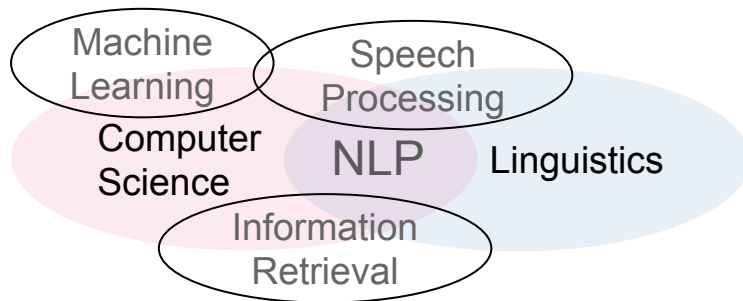 Machine
Learning
Speech
Processing
Computer
Science
NLP
Linguistics
Information
Retrieval